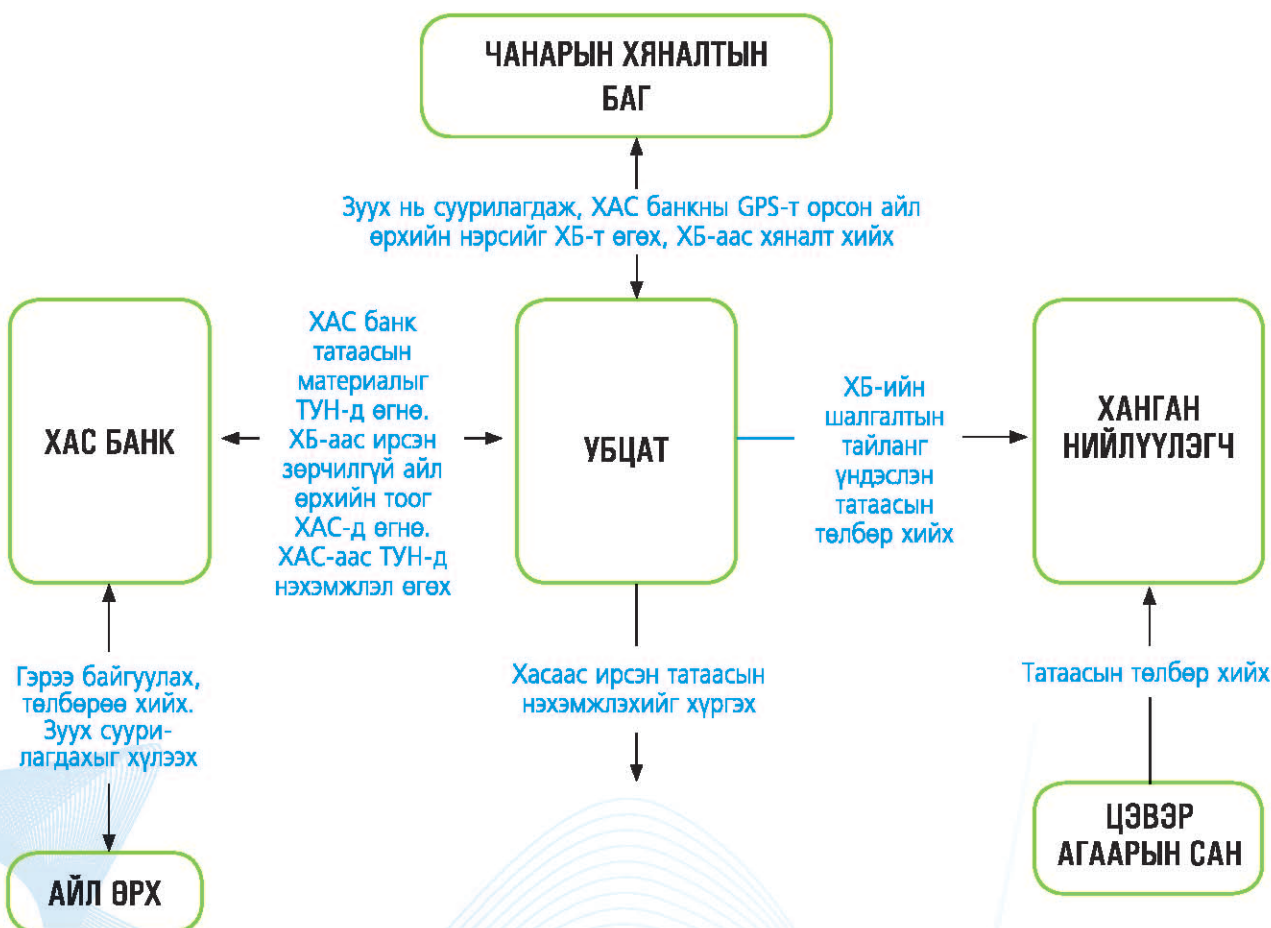 ЧАНАРЫН ХЯНАЛТЫН
БАГ
Зуух нь суурилагдаж, ХАС банкны GPS-т орсон айл
өрхийн нэрсийг ХБ-т өгөх, ХБ-аас хяналт хийх
ХАС БАНК
ХАС банк
татаасын
материалыг
ТУН-д өгнө.
ХБ-аас ирсэн
зөрчилгүй айл
өрхийн тоог
ХАС-д өгнө.
ХАС-аас ТУН-д
нэхэмжлэл өгөх
УБЦАТ
ХБ-ийн
шалгалтын
тайланг
үндэслэн
татаасын
төлбөр хийх
ХАНГАН
НИЙЛҮҮЛЭГЧ
Гэрээ байгуулах,
төлбөрөө хийх.
Зуух суури-
лагдахыг хүлээх
Хасаас ирсэн татаасын
нэхэмжлэхийг хүргэх
Татаасын төлбөр хийх
АЙЛ ӨРХ
ЦЭВЭР
АГААРЫН САН